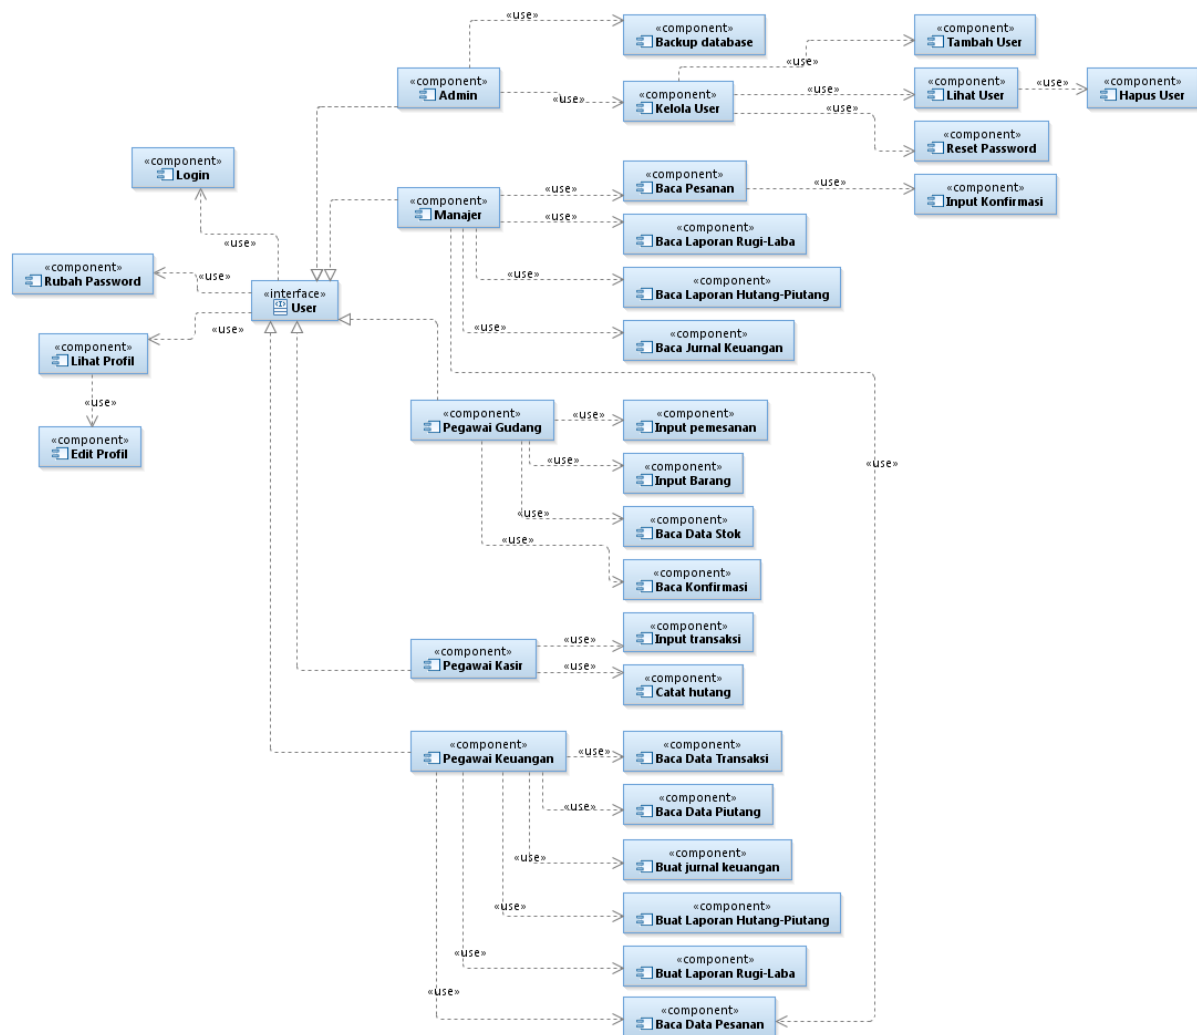 «use»
«component»
Backup database
«component»
Tambah User
«use»
«component»
Admin
«use»
«component»
Kelola User
«use»
«component»
Lihat User
«use»
«component»
Hapus User
«use»
«component»
Reset Password
«component»
Login
«use»
«component»
Manajer
«use»
«component»
Baca Pesanan
«use»
«component»
Input Konfirmasi
«use»
«component»
Baca Laporan Rugi-Laba
«use»
«component»
Rubah Password
«use»
«interface»
User
«use»
«component»
Baca Laporan Hutang-Piutang
«use»
«component»
Lihat Profil
«use»
«component»
Baca Jurnal Keuangan
«use»
«component»
Edit Profil
«component»
Pegawai Gudang
«use»
«component»
Input pemesanan
«use»
«component»
Input Barang
«use»
«use»
«component»
Baca Data Stok
«use»
«component»
Baca Konfirmasi
«component»
Pegawai Kasir
«use»
«component»
Input transaksi
«use»
«component»
Catat hutang
«component»
Pegawai Keuangan
«use»
«component»
Baca Data Transaksi
«use»
«component»
Baca Data Piutang
«use»
«component»
Buat jurnal keuangan
«use»
«component»
Buat Laporan Hutang-Piutang
«use»
«component»
Buat Laporan Rugi-Laba
«use»
«component»
Baca Data Pesanan